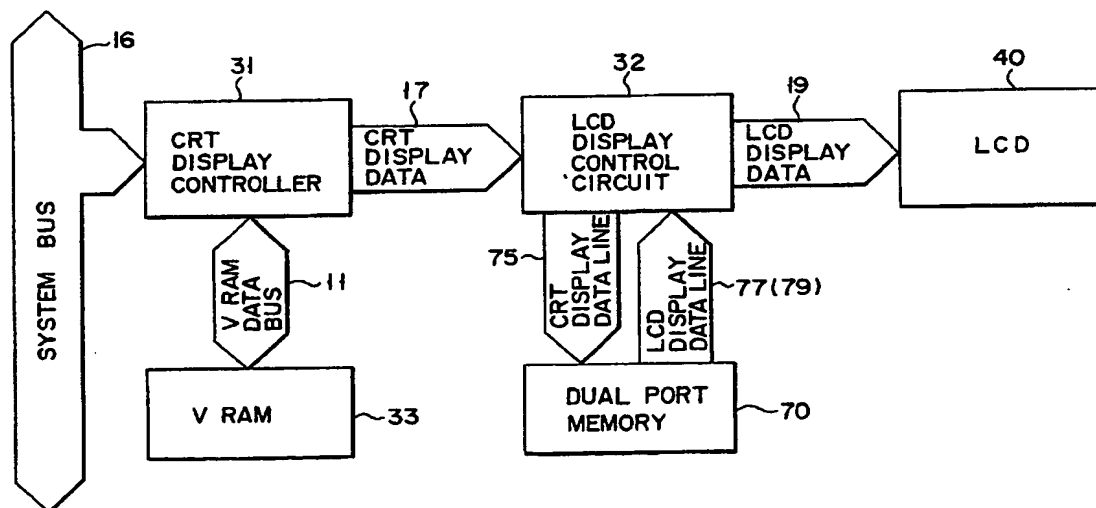 16
SYSTEM BUS
31
CRT
DISPLAY
CONTROLLER
17
CRT
DISPLAY
DATA
32
LCD
DISPLAY
CONTROL
CIRCUIT
19
LCD
DISPLAY
DATA
40
LCD
V RAM
DATA
BUS
11
V RAM
33
75
CRT
DISPLAY
DATA LINE
LCD
DISPLAY
DATA LINE
77(79)
DUAL PORT
MEMORY
70